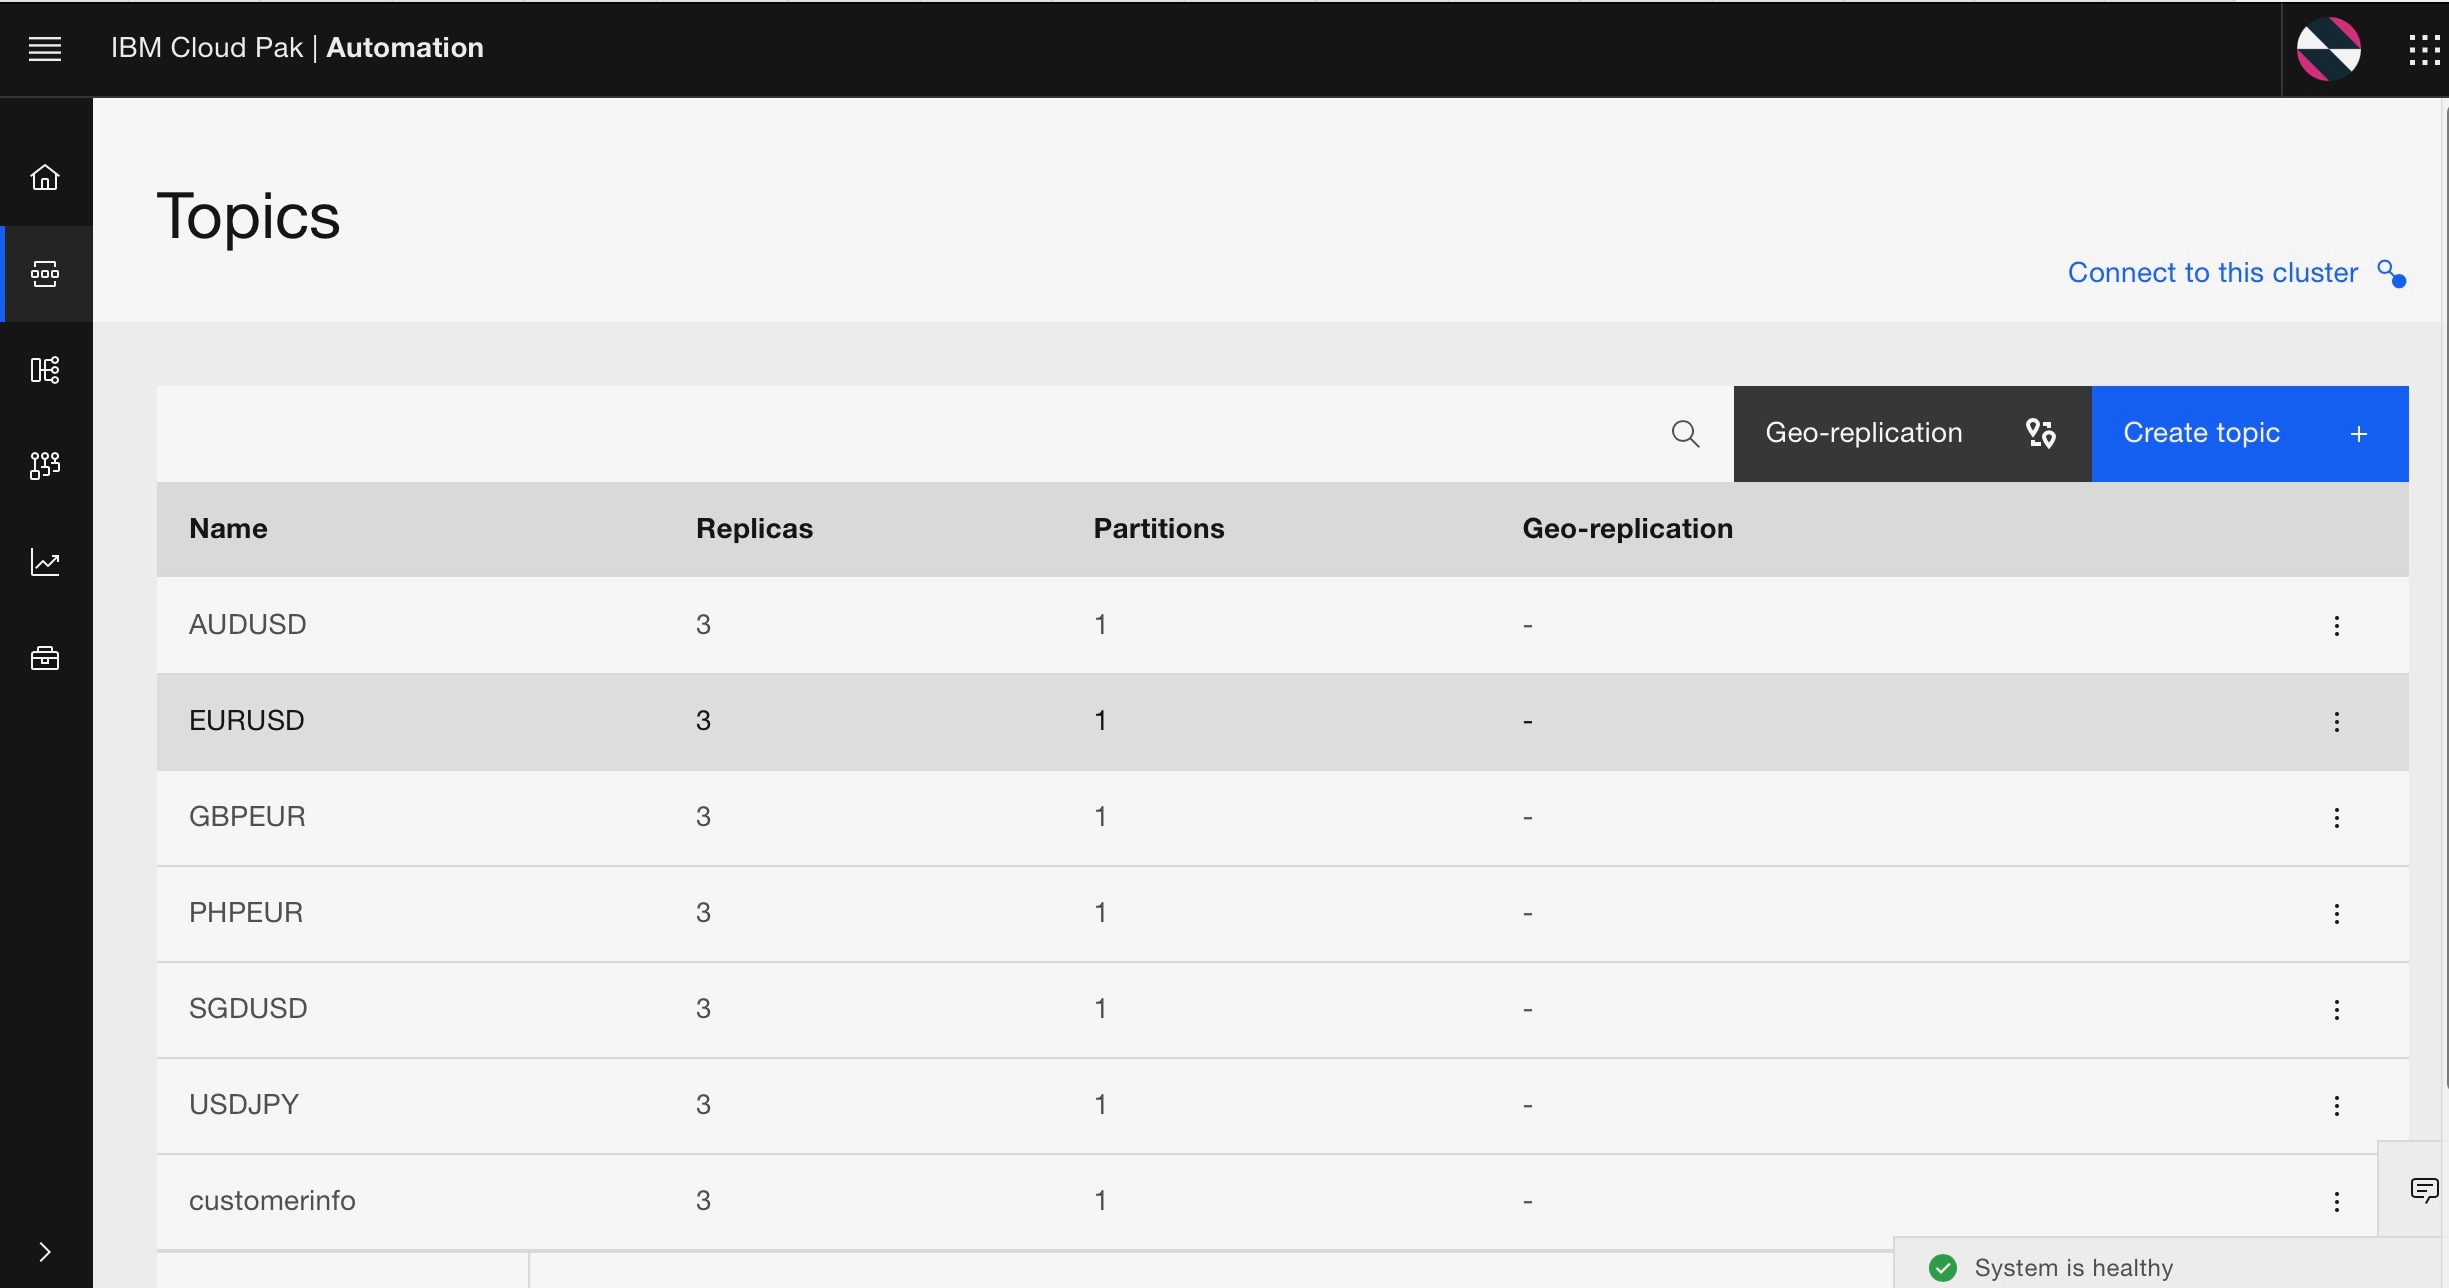 IBM Cloud Pak | Automation
Topics
Connect to this cluster
Geo-replication
Create topic +
Name Replicas Partitions Geo-replication
AUDUSD 3 1 -
EURUSD 3 1 -
GBPEUR 3 1 -
PHPEUR 3 1 -
SGDUSD 3 1 -
USDJPY 3 1 -
customerinfo 3 1 -
System is healthy